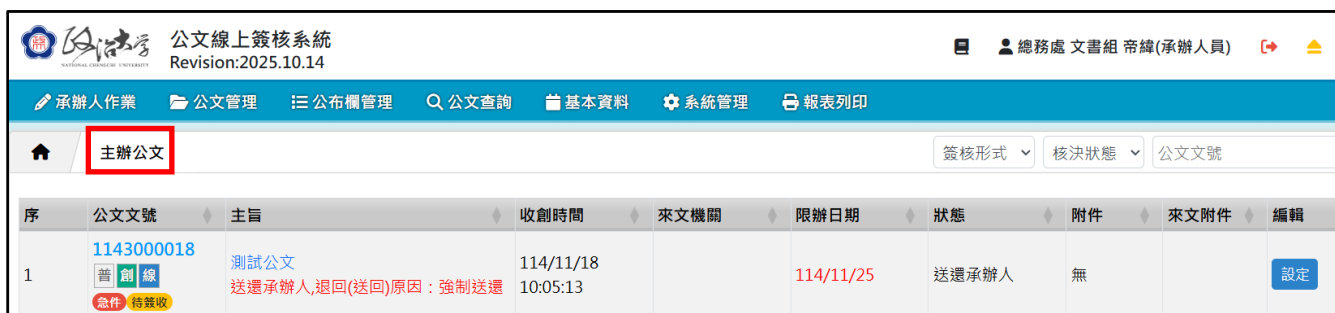 政治大學
NATIONAL CHENGCHI UNIVERSITY
公文線上簽核系統
Revision:2025.10.14
總務處 文書組 帝緯(承辦人員)
承辦人作業 公文管理 公布欄管理 公文查詢 基本資料 系統管理 報表列印
主辦公文 簽核形式 核決狀態 公文文號
序 公文文號 主旨 收創時間 來文機關 限辦日期 狀態 附件 來文附件 編輯
1 1143000018 測試公文 114/11/18 114/11/25 送還承辦人 無 設定
普 創 線 送還承辦人,退回(送回)原因：強制送還 10:05:13
急件 待簽收